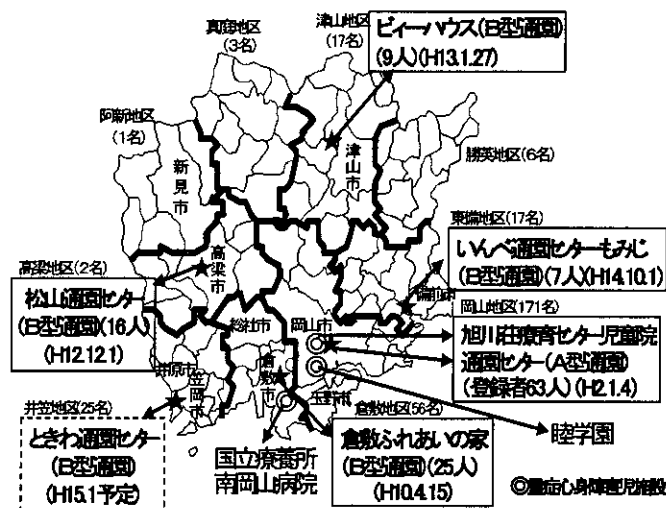 真庭地区
(3名)
津山地区
(17名)
ビィーハウス(B型通園)
(9人)(H13.1.27)
阿新地区
(1名)
新見市
津山市
勝英地区(6名)
東備地区(17名)
いんべ通園センターもみじ
(B型通園)(7人)(H14.10.1)
備前市
高梁地区(2名)
高梁市
松山通園センター
(B型通園)(16人)
(H12.12.1)
岡山地区(171名)
旭川荘療育センター児童院
通園センター(A型通園)
(登録者63人)(H2.1.4)
総社市
岡山市
井原市
笠岡市
倉敷市
玉野市
井笠地区(25名)
ときわ通園センター
(B型通園)
(H15.1予定)
国立療養所
南岡山病院
倉敷地区(56名)
倉敷ふれあいの家
(B型通園)(25人)
(H10.4.15)
睦学園
◎重症心身障害児施設